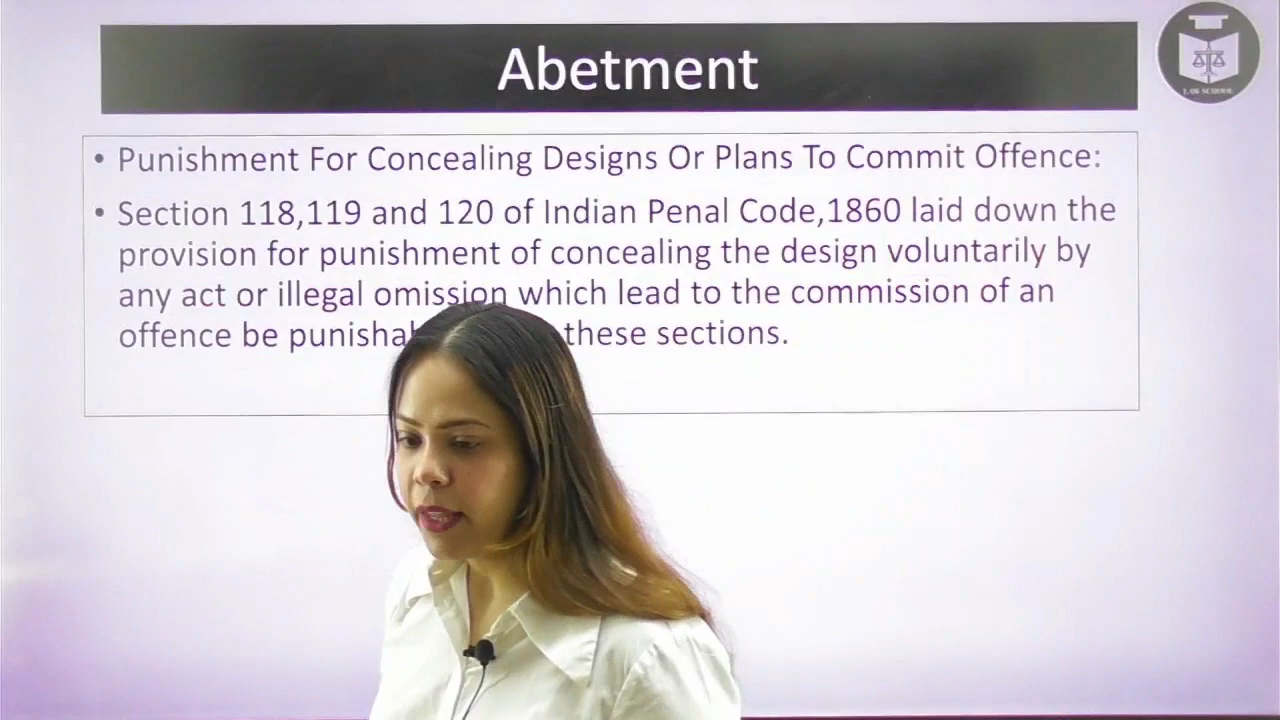 Abetment
LAW SCHOOL
• Punishment For Concealing Designs Or Plans To Commit Offence:
• Section 118,119 and 120 of Indian Penal Code,1860 laid down the
provision for punishment of concealing the design voluntarily by
any act or illegal omission which lead to the commission of an
offence be these sections.